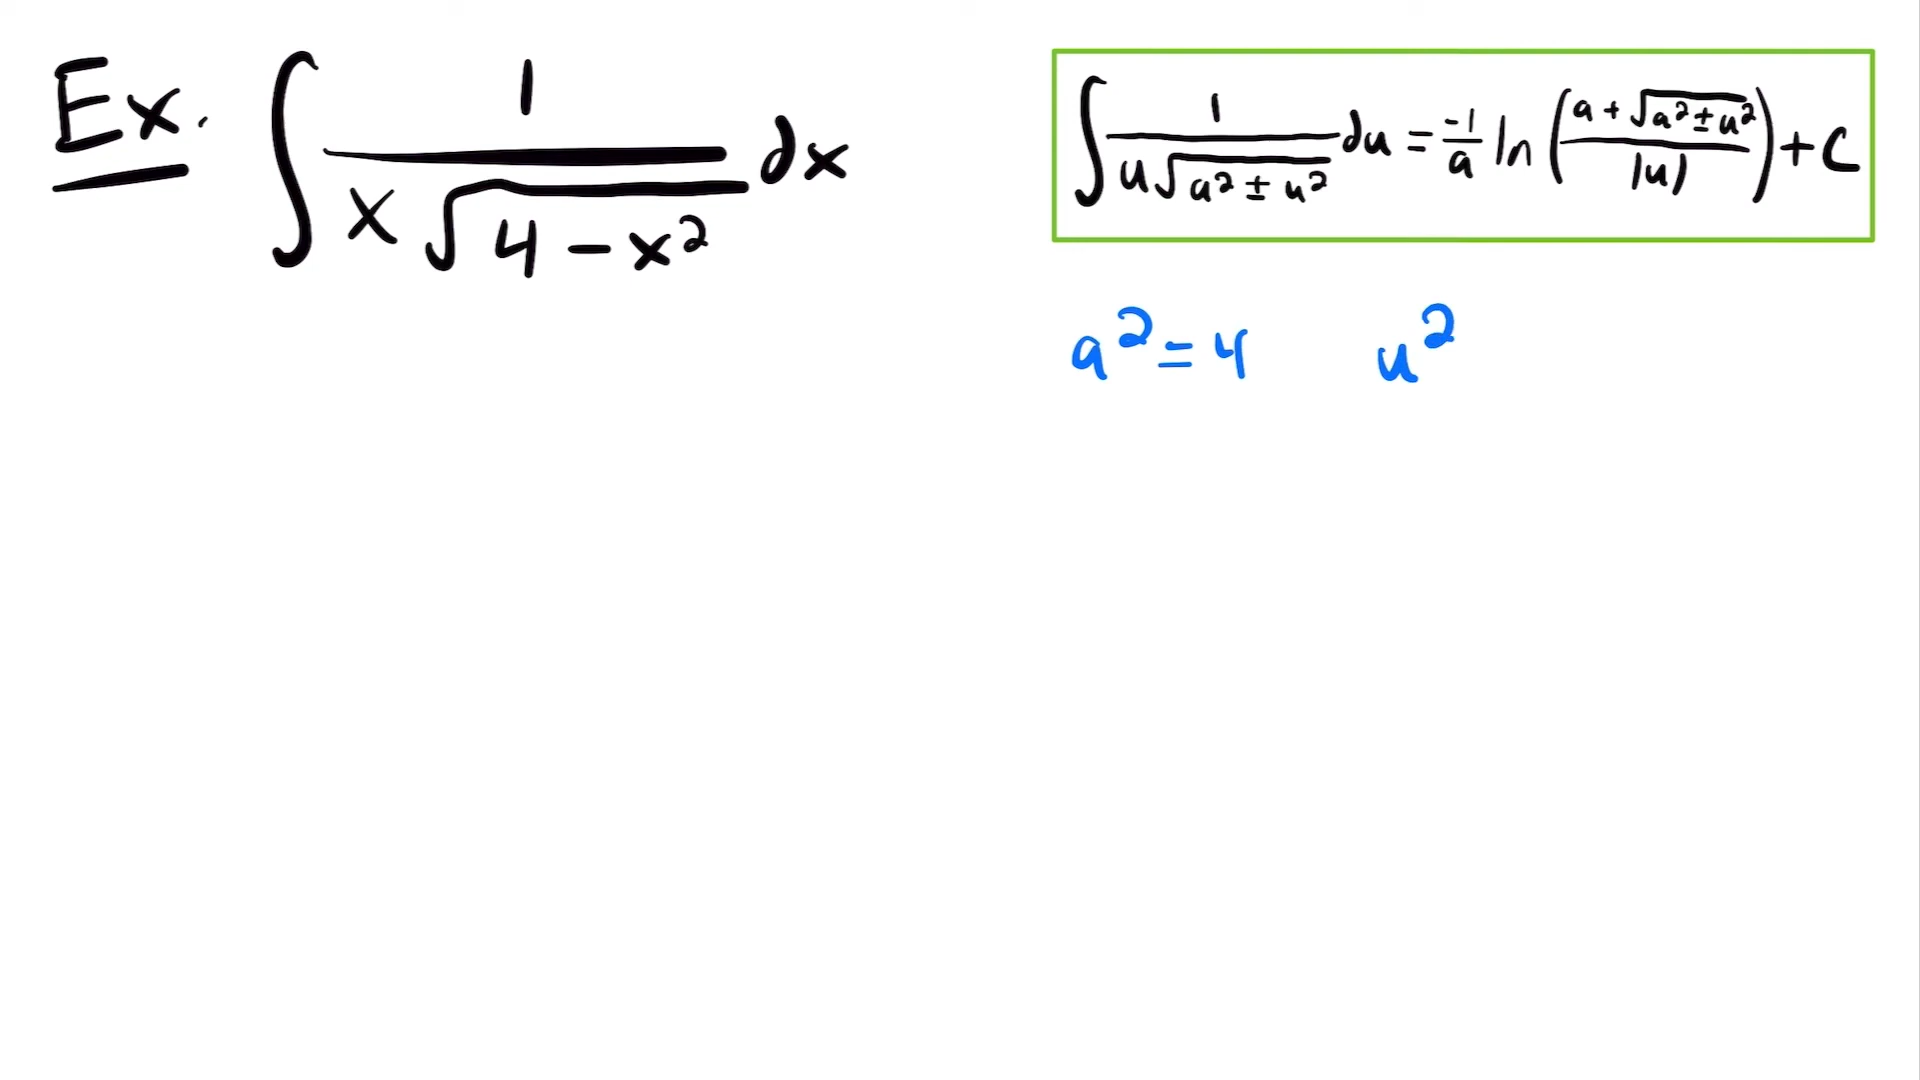 Ex. ∫ 1/(x√(4 - x²)) dx
∫ 1/(u√(a² ± u²)) du = -1/a ln((a + √(a² ± u²))/|u|) + C
a² = 4 u²